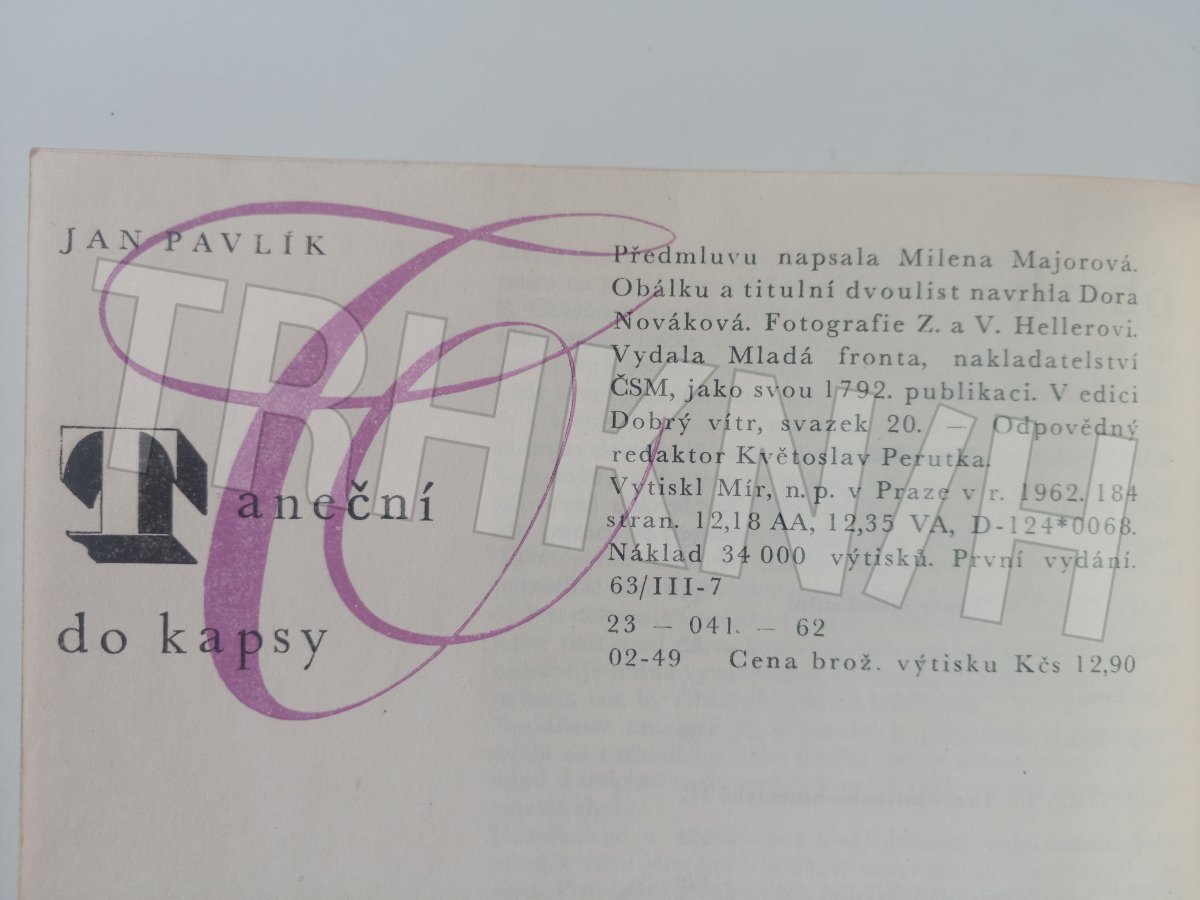 JAN PAVLÍK
Taneční
do kapsy
Předmluvu napsala Milena Majorová.
Obálku a titulní dvoulist navrhla Dora
Nováková. Fotografie Z. a V. Hellerovi.
Vydala Mladá fronta, nakladatelství
ČSM, jako svou 1792. publikaci. V edici
Dobrý vítr, svazek 20. — Odpovědný
redaktor Květoslav Perutka.
Vytiskl Mír, n. p. v Praze v r. 1962. 184
stran. 12,18 AA, 12,35 VA, D-124*0068.
Náklad 34 000 výtisků. První vydání.
63/III-7
23 — 041. — 62
02-49 Cena brož. výtisku Kčs 12,90
TRHKNIH